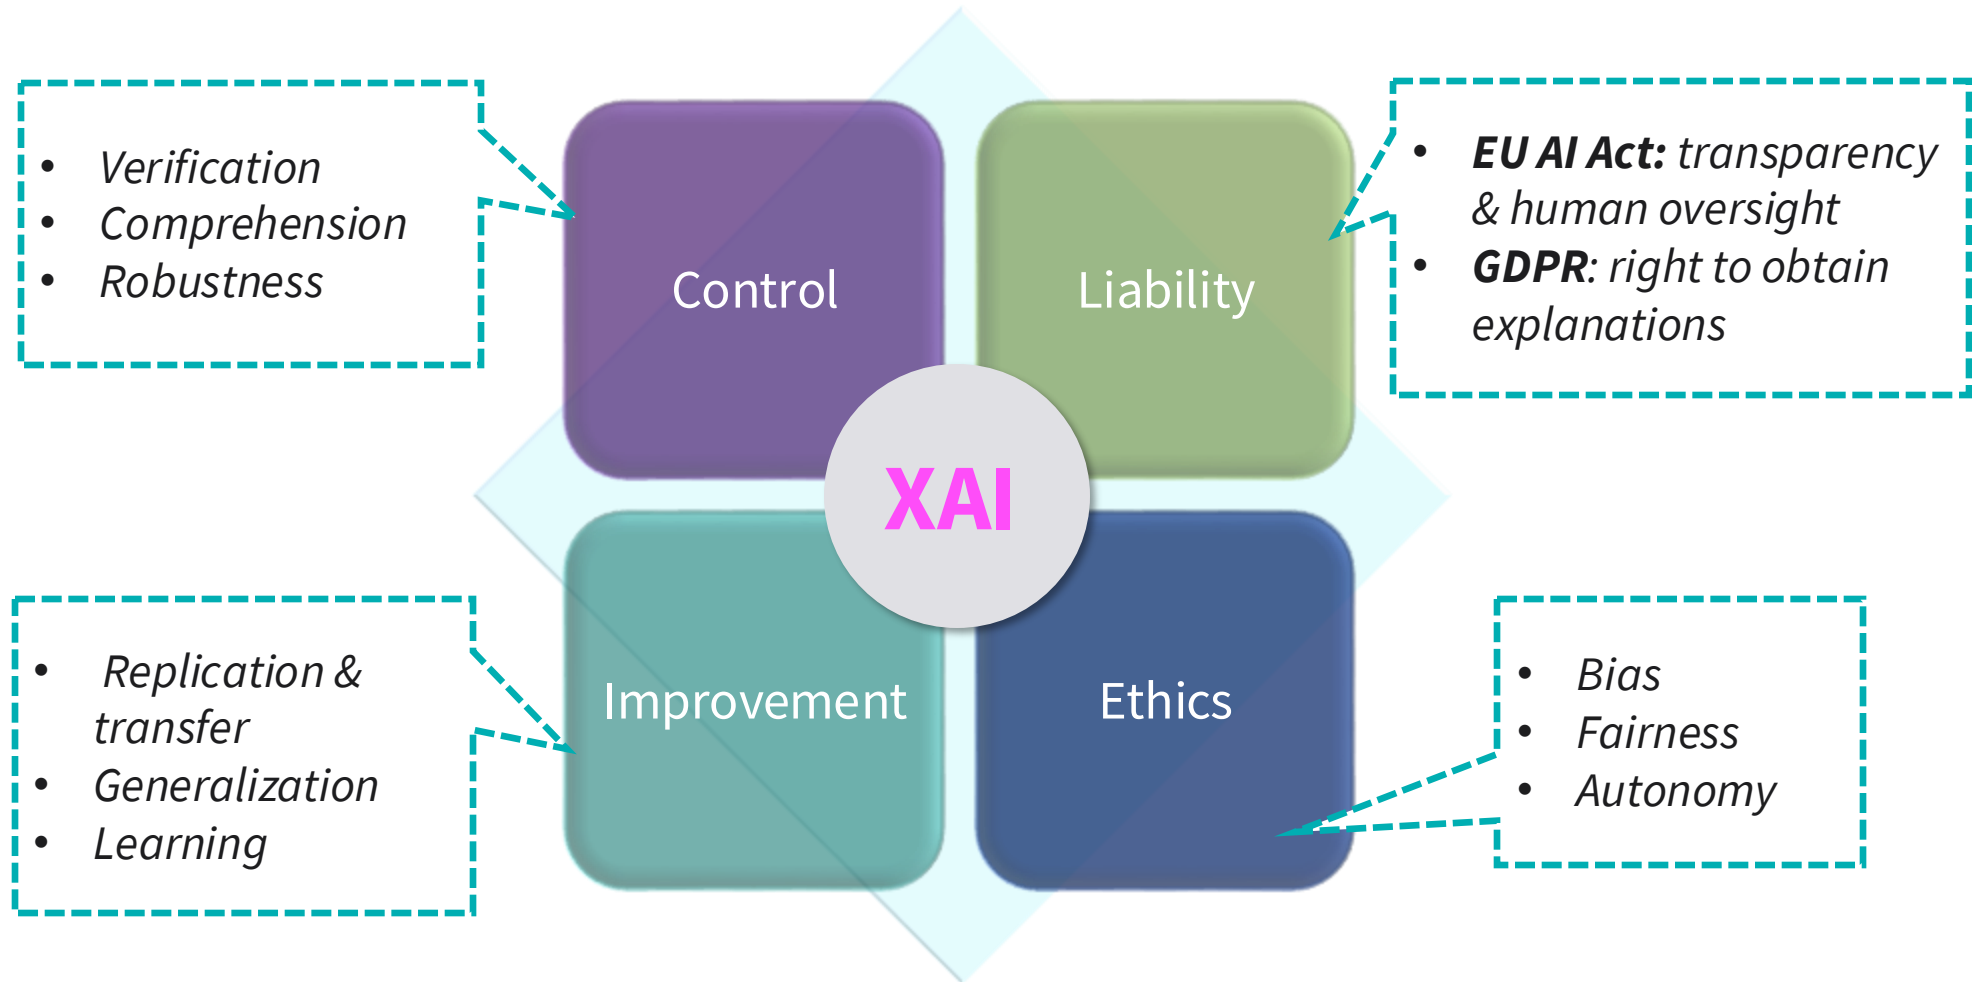 • Verification
• Comprehension
• Robustness
Control
Liability
• EU AI Act: transparency
& human oversight
• GDPR: right to obtain
explanations
XAI
• Replication &
transfer
• Generalization
• Learning
Improvement
Ethics
• Bias
• Fairness
• Autonomy